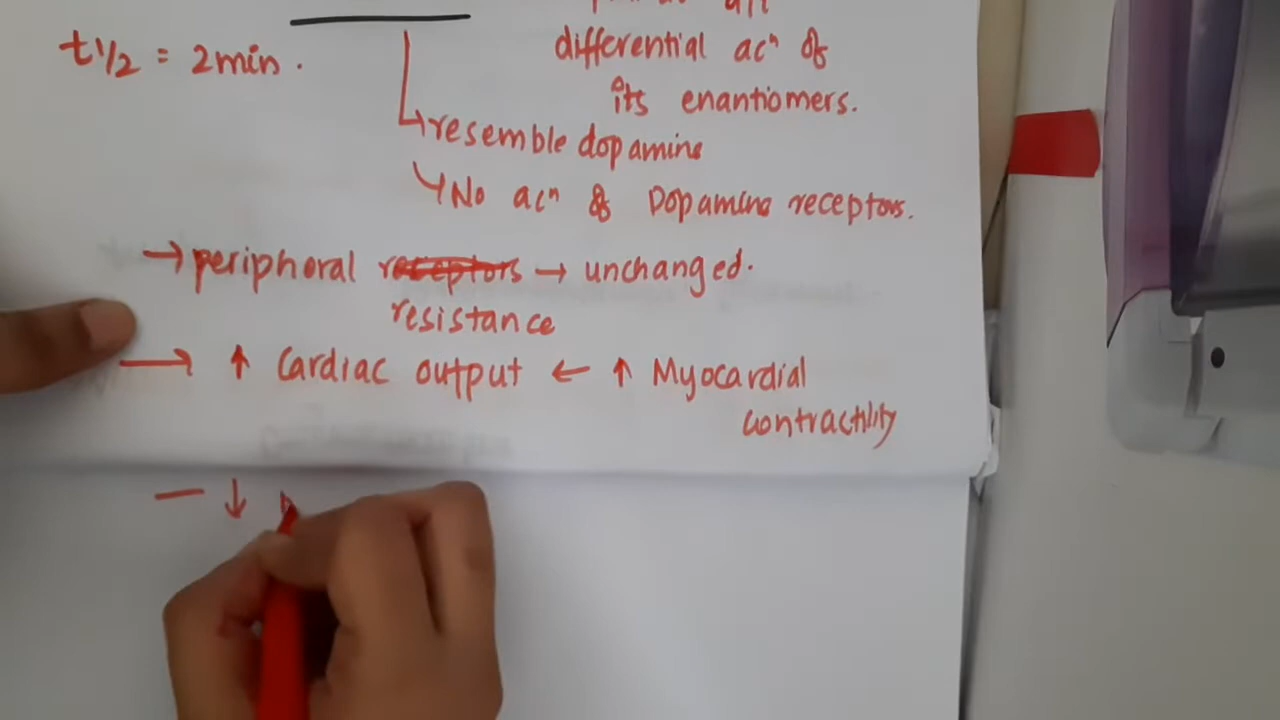 t1/2 = 2min.
differential acⁿ of
its enantiomers.
resemble dopamine
No acⁿ of Dopamine receptors.
→ peripheral receptors → unchanged.
resistance
→ ↑ Cardiac output ← ↑ Myocardial
contractility
— ↓